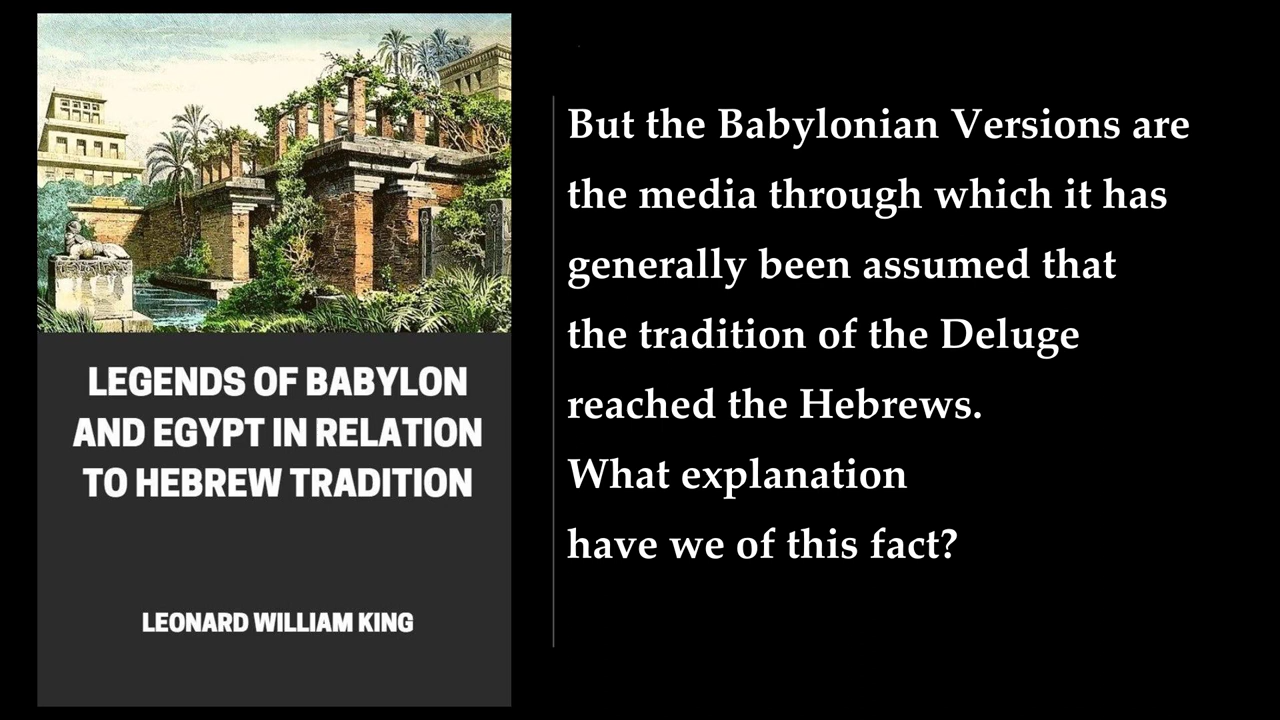 LEGENDS OF BABYLON
AND EGYPT IN RELATION
TO HEBREW TRADITION
LEONARD WILLIAM KING
But the Babylonian Versions are
the media through which it has
generally been assumed that
the tradition of the Deluge
reached the Hebrews.
What explanation
have we of this fact?